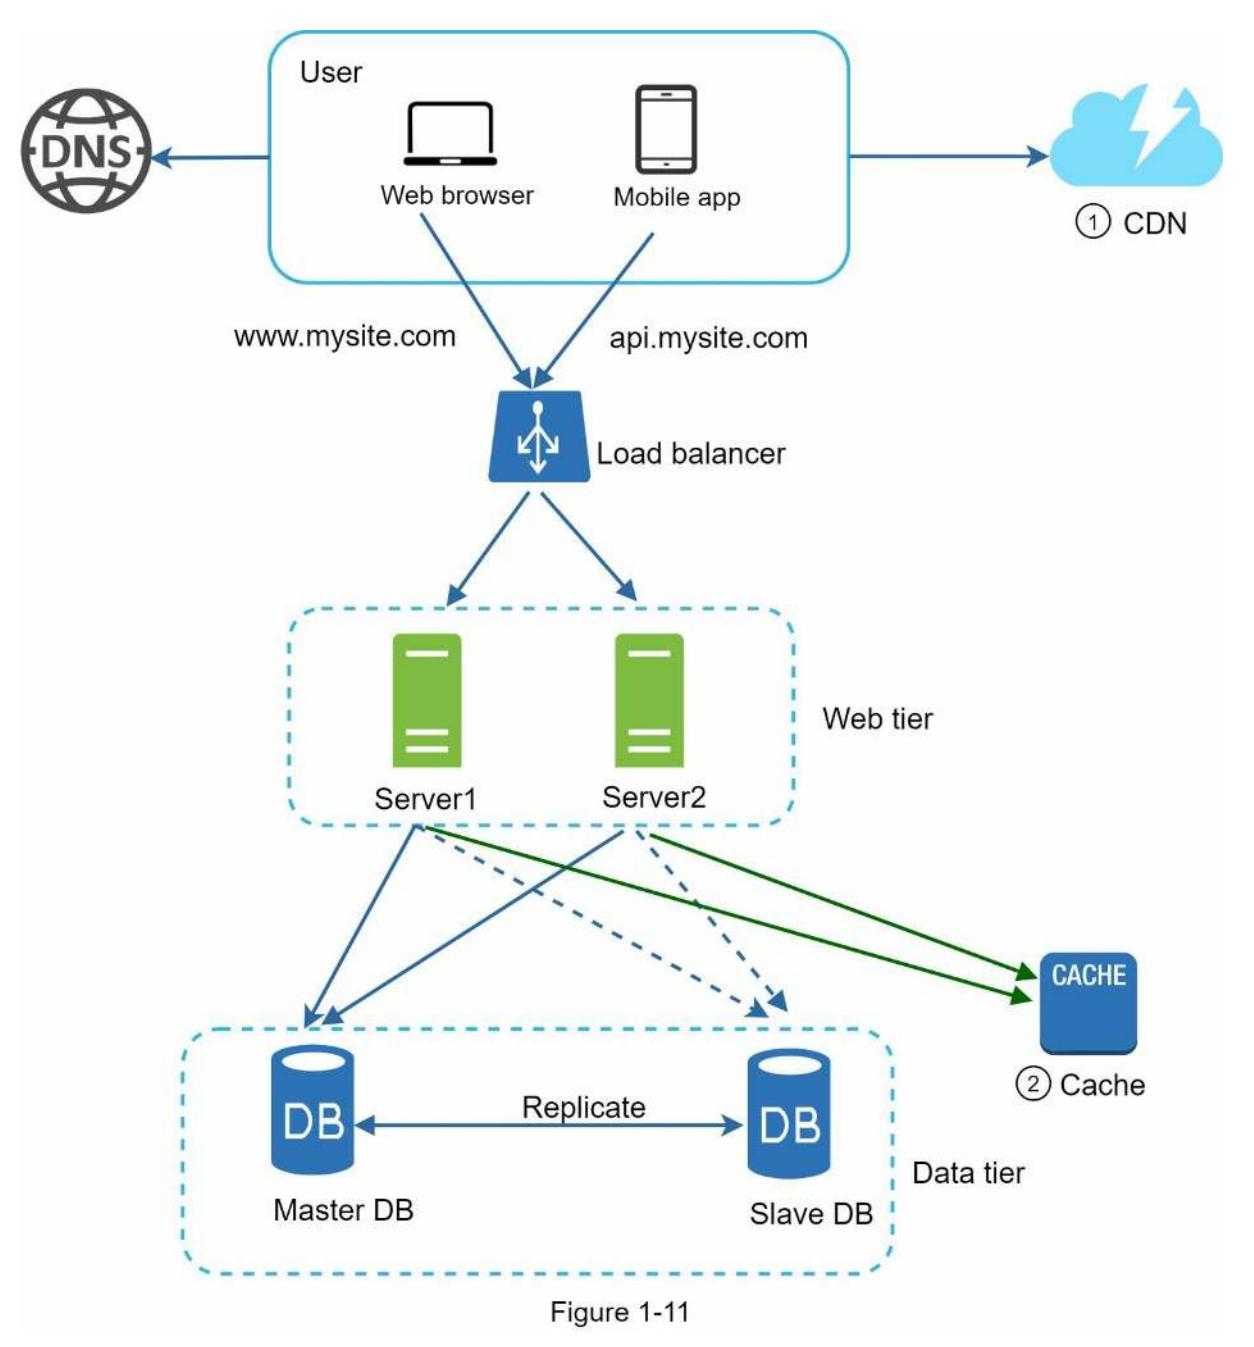 User
DNS
Web browser
Mobile app
1 CDN
www.mysite.com
api.mysite.com
Load balancer
Web tier
Server1
Server2
CACHE
2 Cache
Replicate
DB
DB
Data tier
Master DB
Slave DB
Figure 1-11